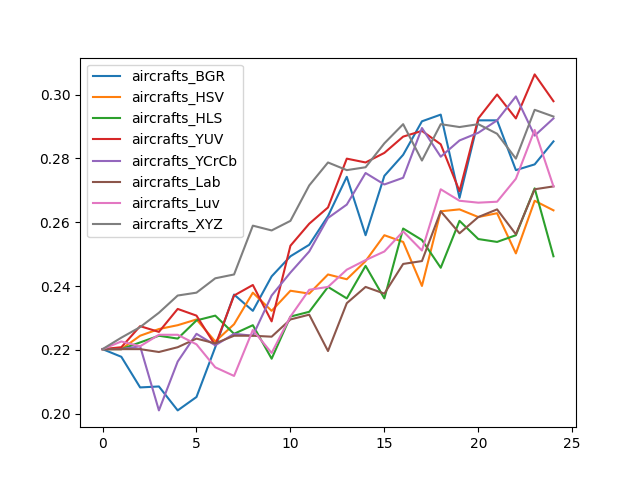 aircrafts_BGR
aircrafts_HSV
aircrafts_HLS
aircrafts_YUV
aircrafts_YCrCb
aircrafts_Lab
aircrafts_Luv
aircrafts_XYZ
0.30
0.28
0.26
0.24
0.22
0.20
0 5 10 15 20 25